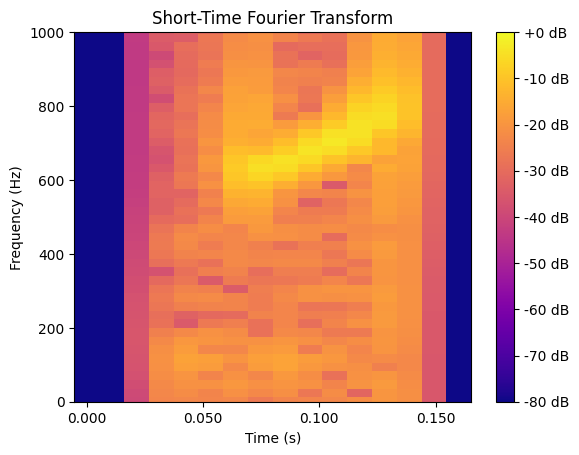 Short-Time Fourier Transform
1000
800
600
400
200
0
Frequency (Hz)
0.000
0.050
0.100
0.150
Time (s)
+0 dB
-10 dB
-20 dB
-30 dB
-40 dB
-50 dB
-60 dB
-70 dB
-80 dB